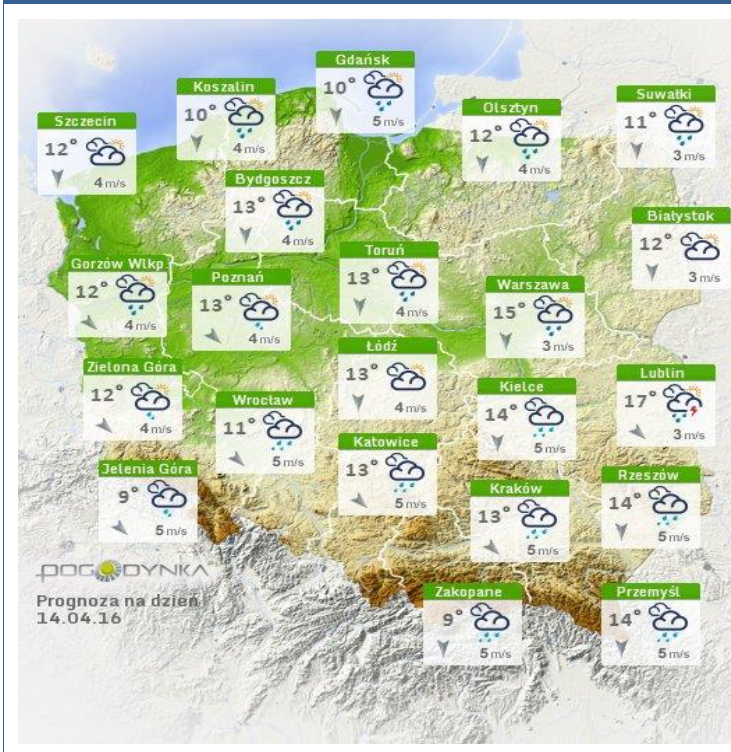 Gdańsk
10°
5 m/s
Koszalin
10°
4 m/s
Suwałki
11°
3 m/s
Olsztyn
12°
4 m/s
Szczecin
12°
4 m/s
Bydgoszcz
13°
4 m/s
Białystok
12°
3 m/s
Toruń
13°
4 m/s
Gorzów Wlkp
12°
4 m/s
Poznań
13°
4 m/s
Warszawa
15°
3 m/s
Łódź
13°
4 m/s
Zielona Góra
12°
4 m/s
Lublin
17°
3 m/s
Kielce
14°
5 m/s
Wrocław
11°
5 m/s
Katowice
13°
5 m/s
Jelenia Góra
9°
5 m/s
Rzeszów
14°
5 m/s
Kraków
13°
5 m/s
POGODYNKA
Prognoza na dzień
14.04.16
Zakopane
9°
5 m/s
Przemyśl
14°
5 m/s